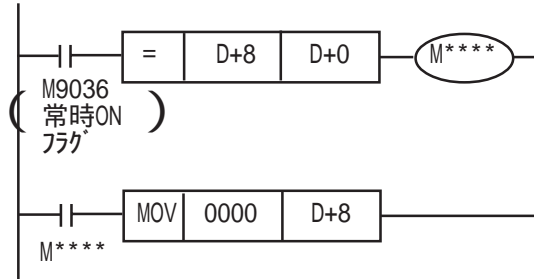 = D+8 D+0 M****
M9036
( 常時ON )
フラグ
MOV 0000 D+8
M****